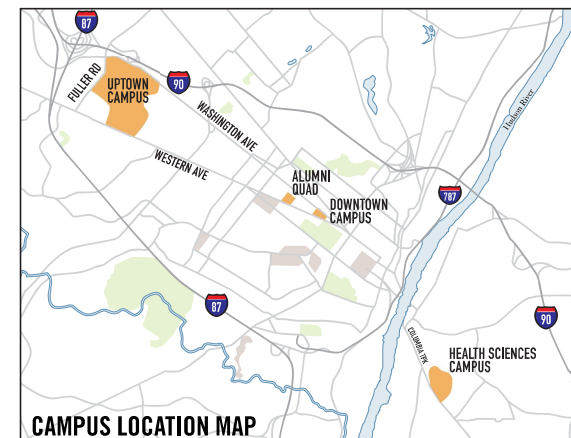 87
FULLER RD
UPTOWN
CAMPUS
90
WASHINGTON AVE
Hudson River
WESTERN AVE
ALUMNI
QUAD
DOWNTOWN
CAMPUS
787
87
90
COLUMBIA TPK
HEALTH SCIENCES
CAMPUS
CAMPUS LOCATION MAP